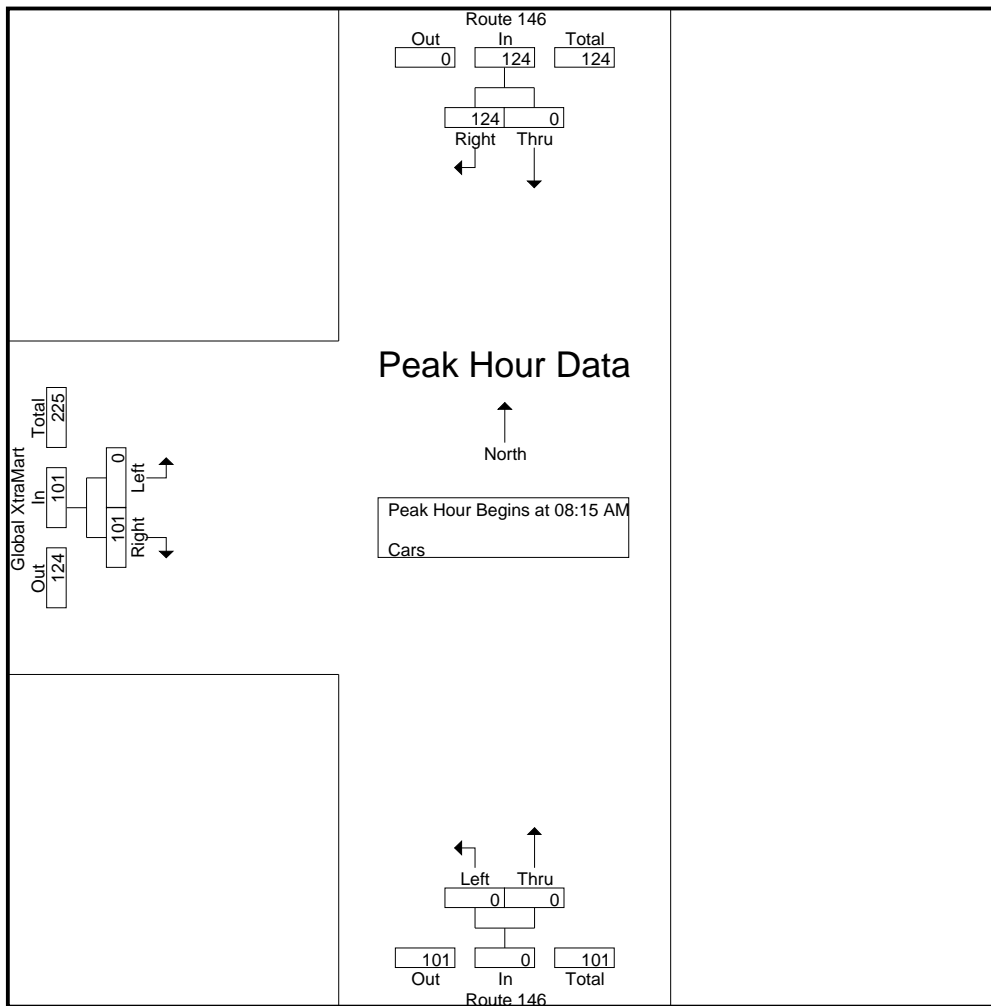 Route 146
Out In Total
0 124 124
124 0
Right Thru
Peak Hour Data
North
Peak Hour Begins at 08:15 AM
Cars
Global XtraMart
Out In Total
124 101 225
101 0
Right Left
Left Thru
0 0
101 0 101
Out In Total
Route 146